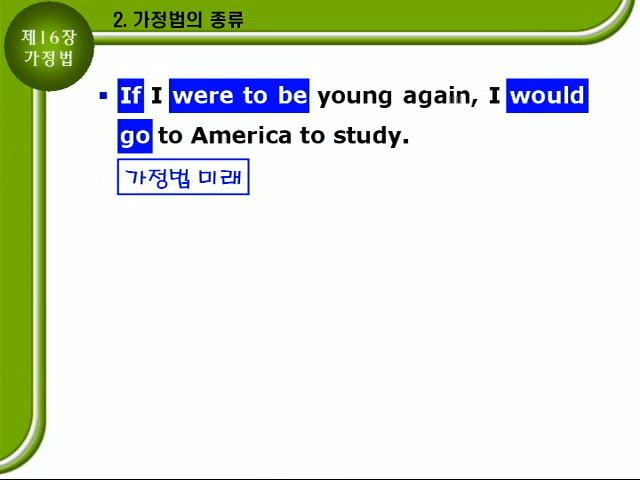 제16장
가정법
2. 가정법의 종류
▪ If I were to be young again, I would
go to America to study.
가정법 미래